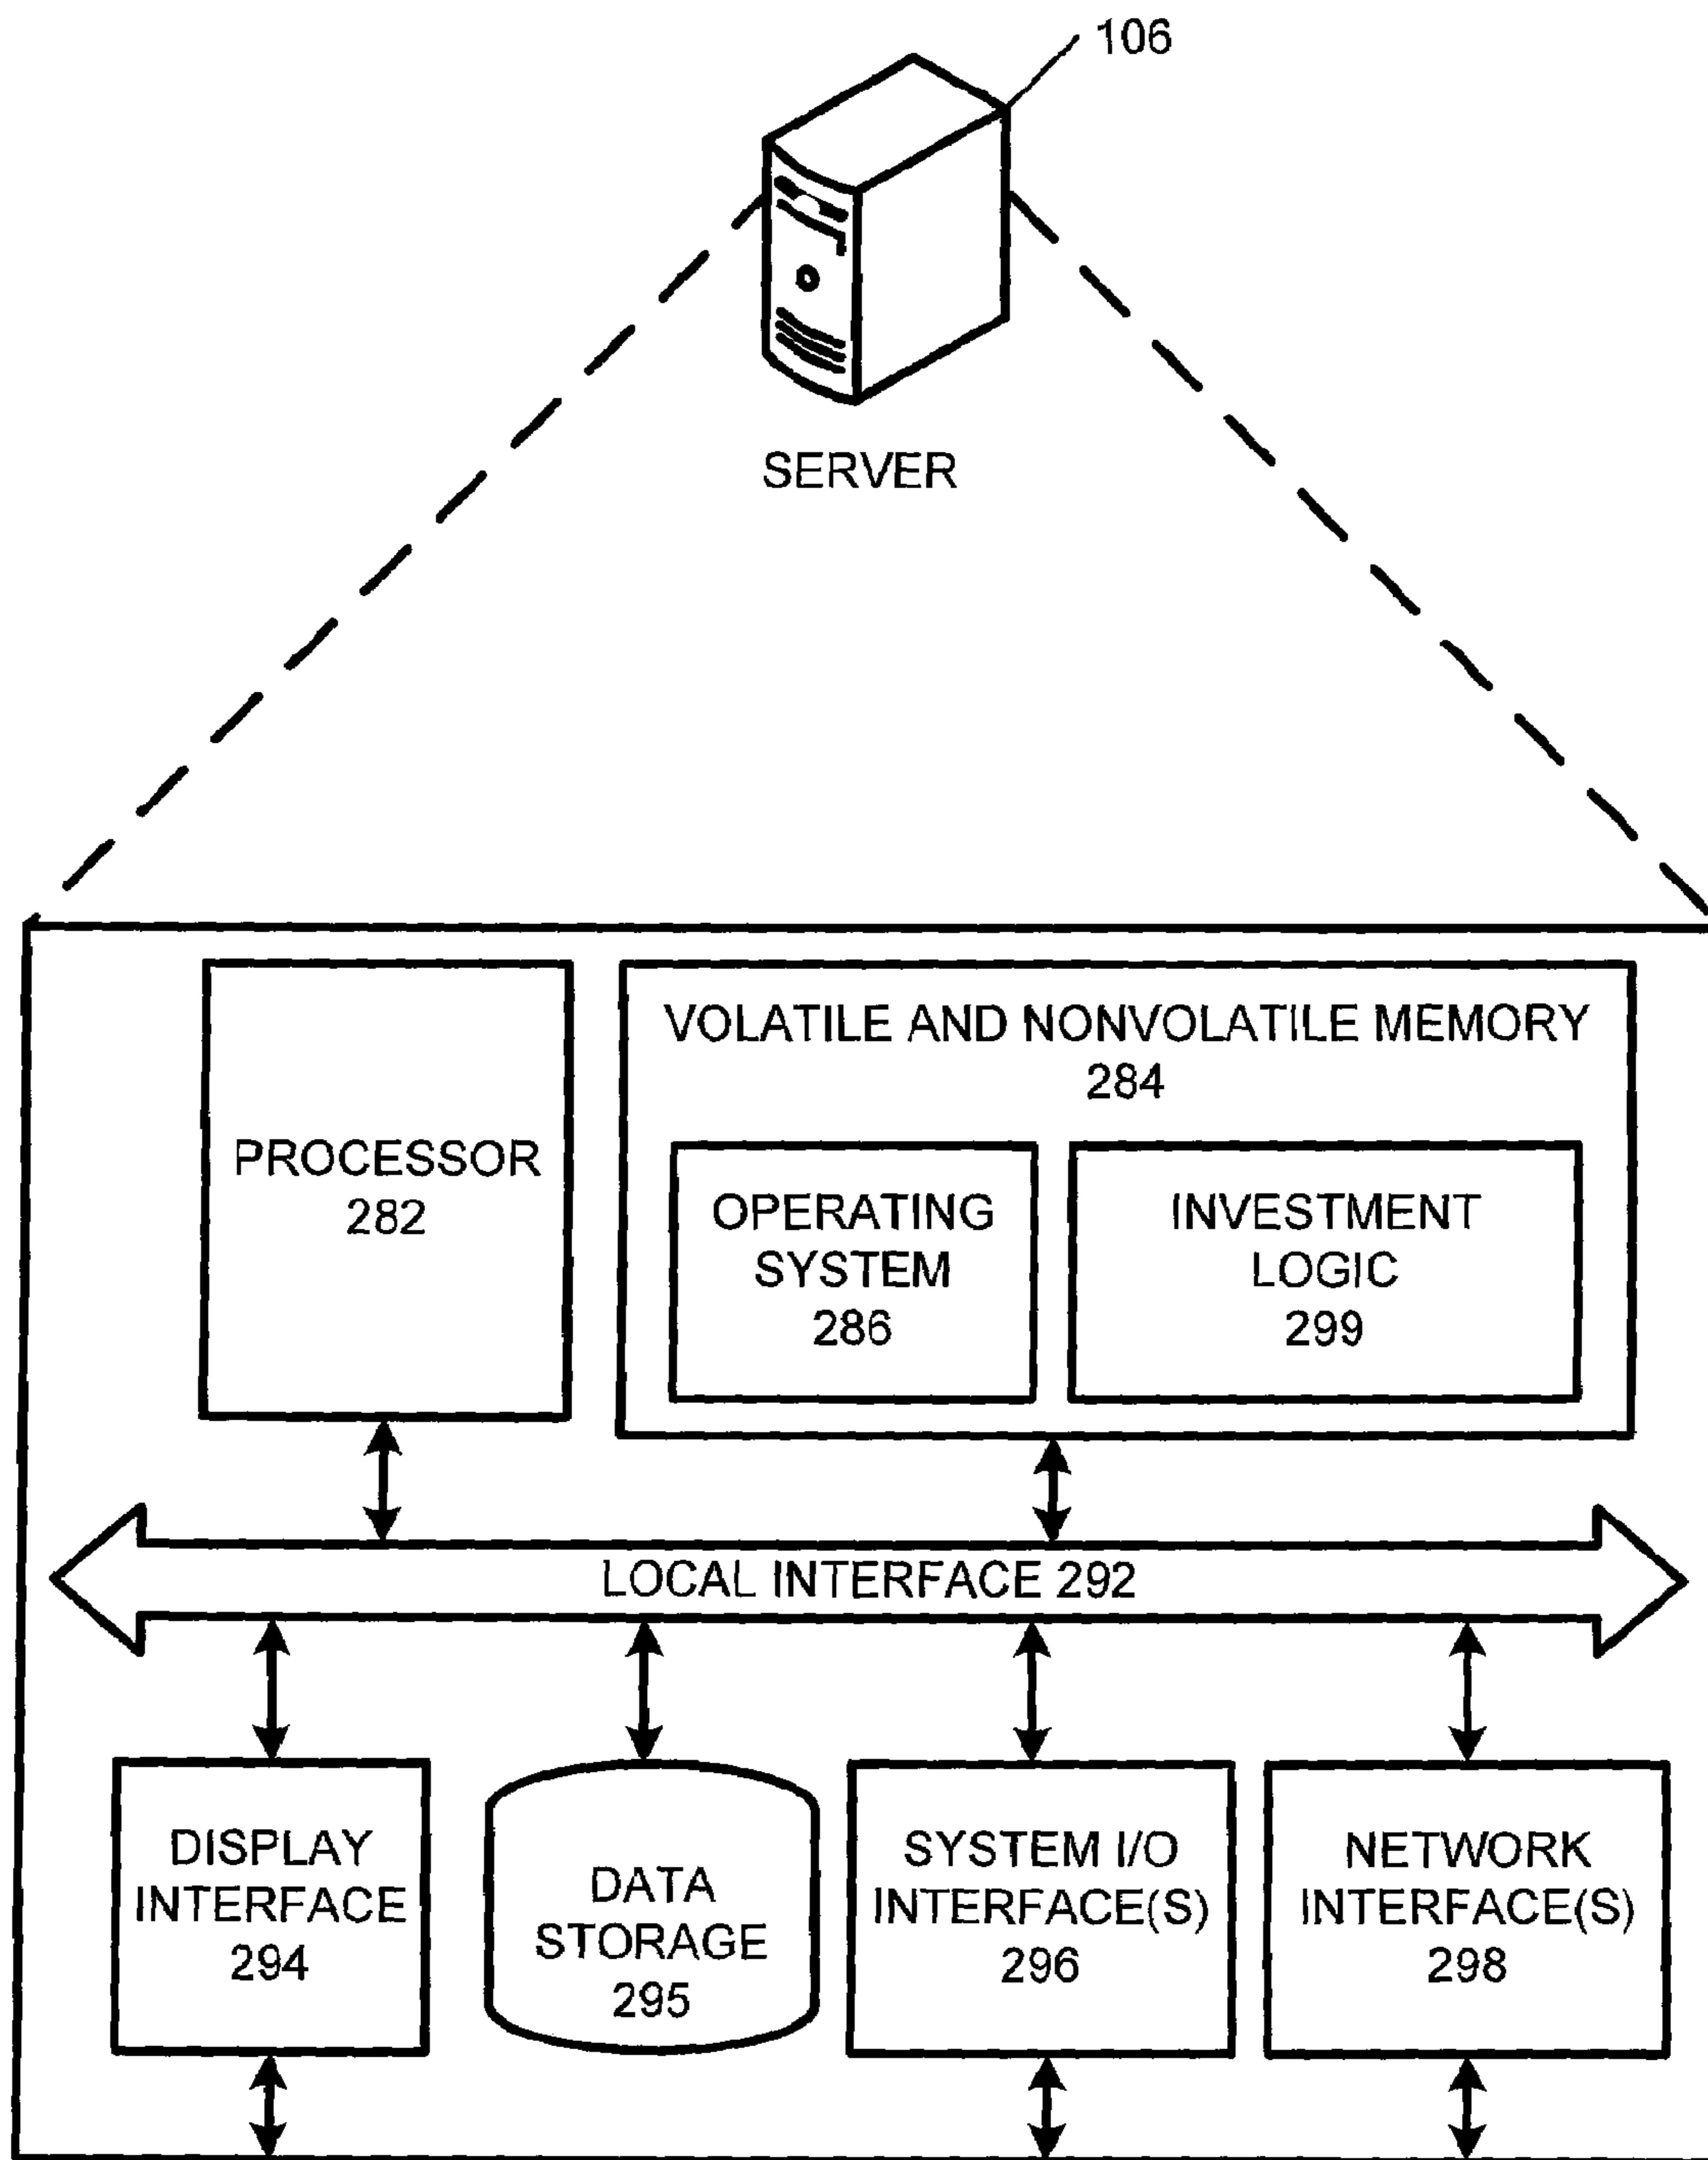 106
SERVER
VOLATILE AND NONVOLATILE MEMORY
284
PROCESSOR
282
OPERATING
SYSTEM
286
INVESTMENT
LOGIC
299
LOCAL INTERFACE 292
DISPLAY
INTERFACE
294
DATA
STORAGE
295
SYSTEM I/O
INTERFACE(S)
296
NETWORK
INTERFACE(S)
298